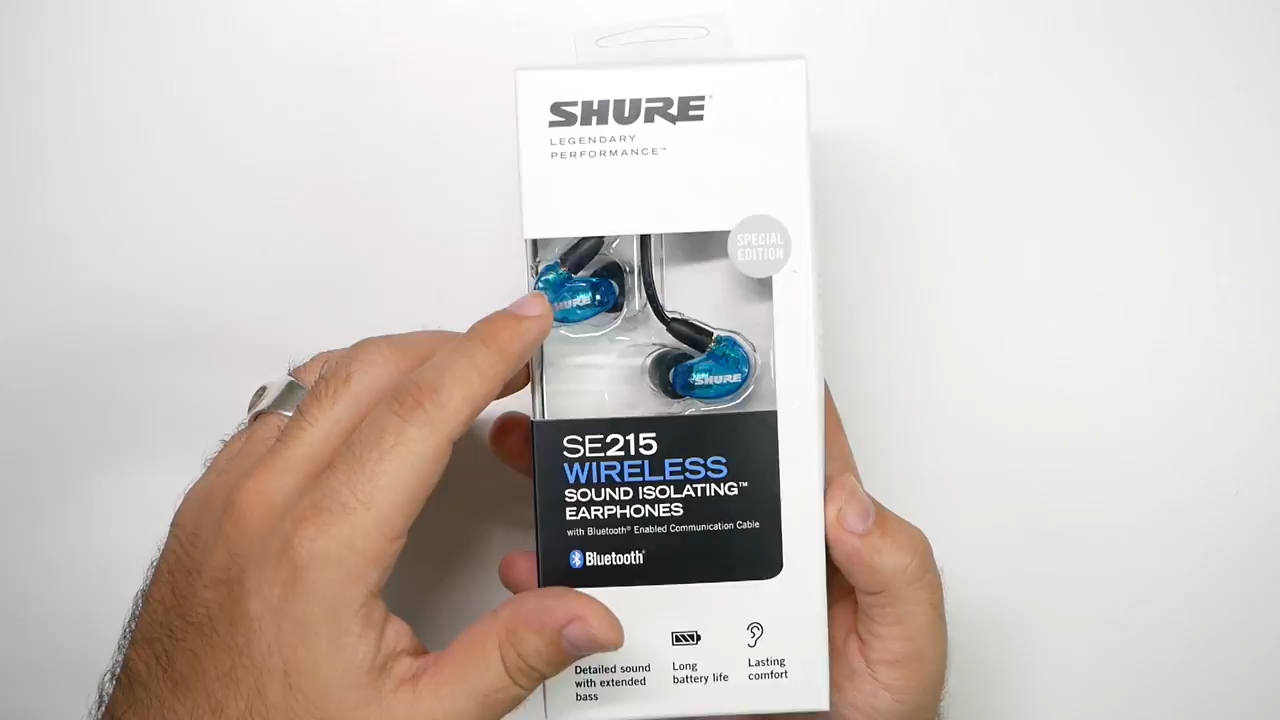 SHURE®
LEGENDARY
PERFORMANCE™
SPECIAL
EDITION
SHURE
SHURE
SE215
WIRELESS
SOUND ISOLATING™
EARPHONES
with Bluetooth® Enabled Communication Cable
Bluetooth®
Detailed sound
with extended
bass
Long
battery life
Lasting
comfort